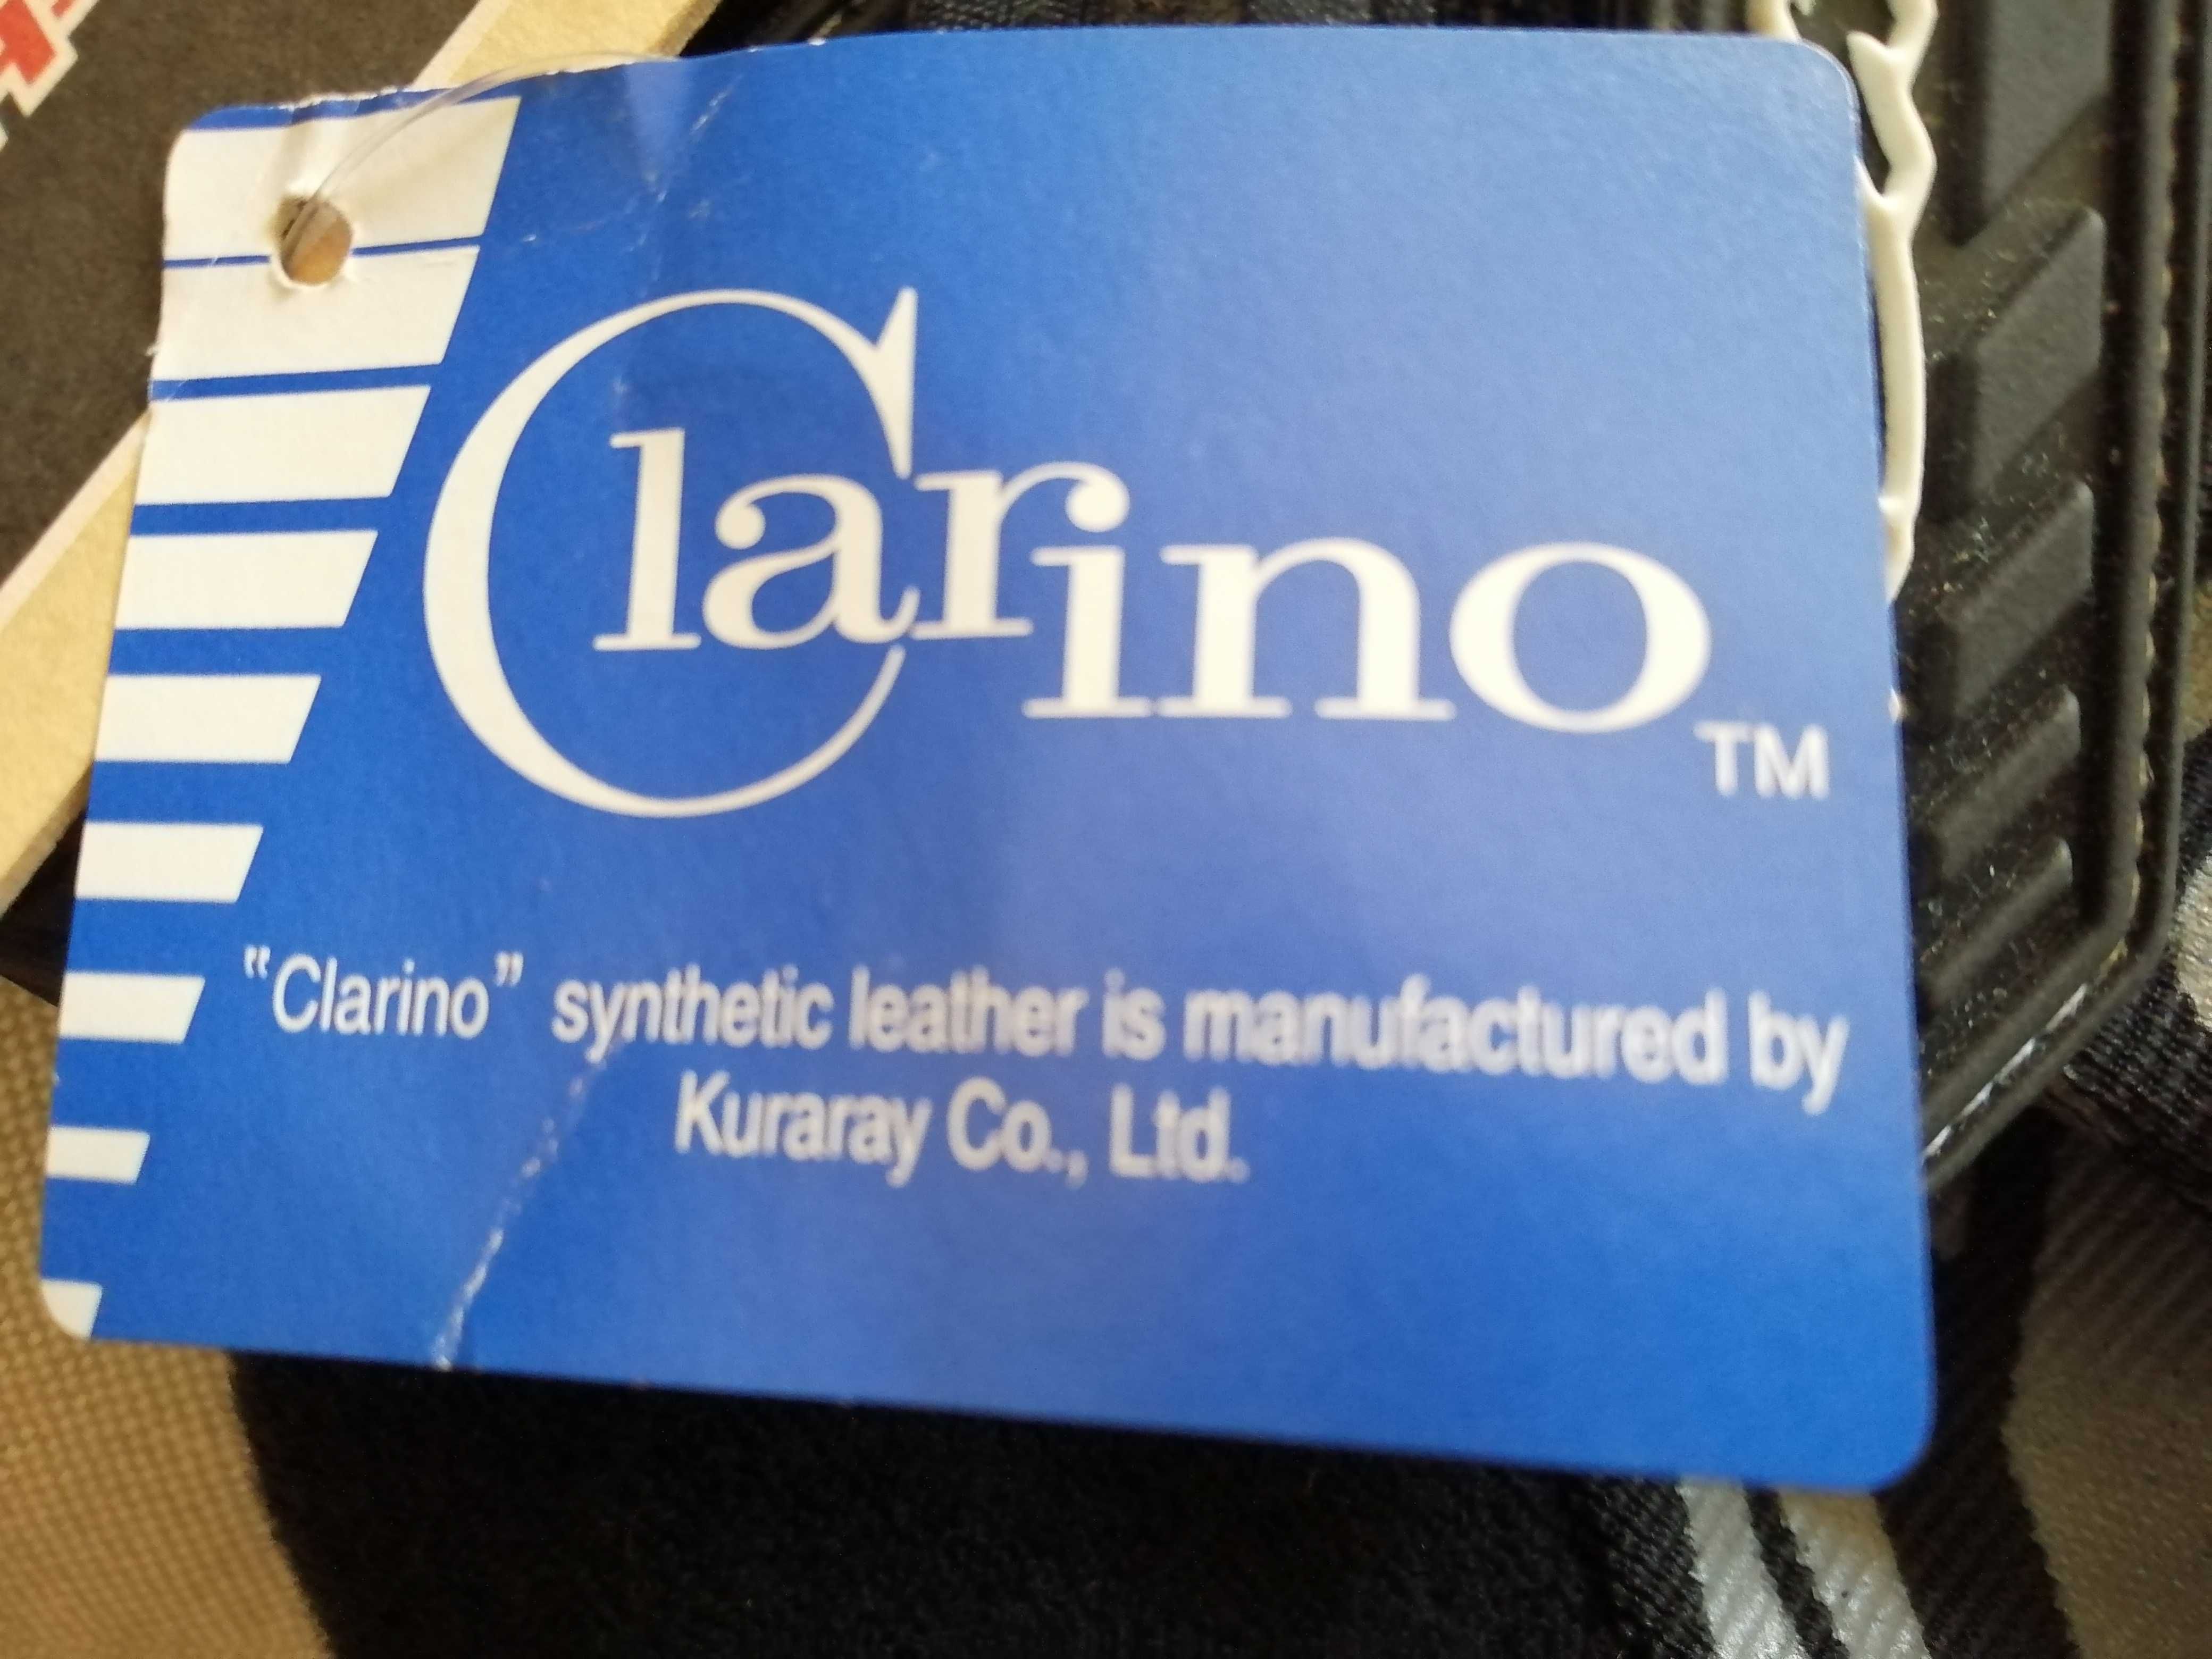 Clarino
TM
"Clarino" synthetic leather is manufactured by
Kuraray Co., Ltd.